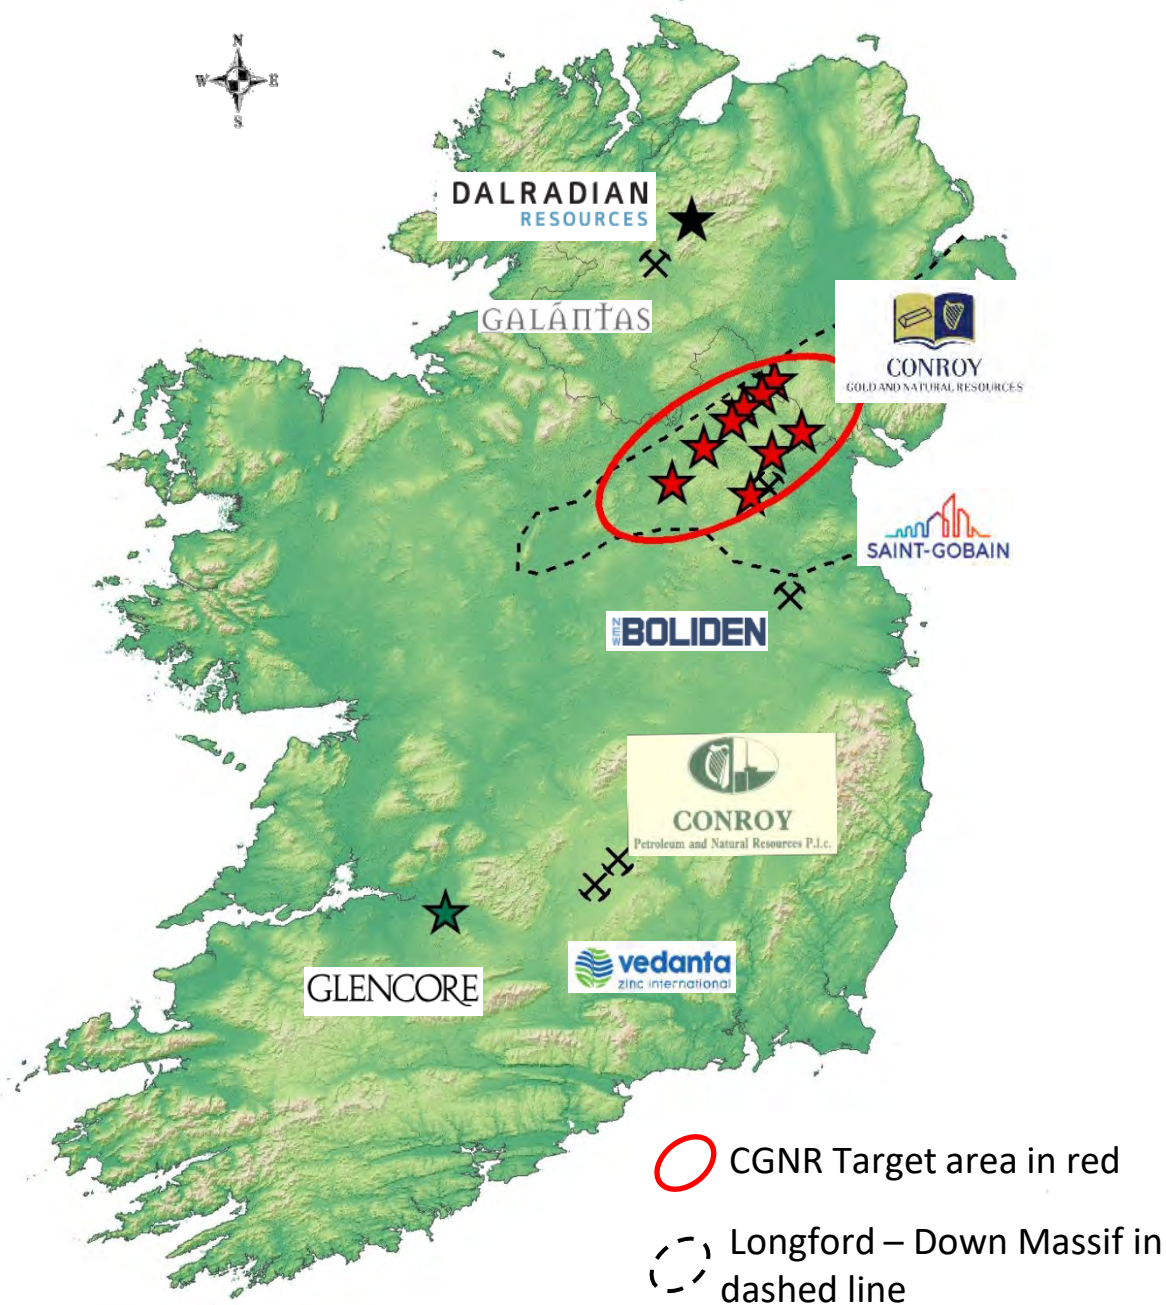 N
W E
S
DALRADIAN
RESOURCES
GALÁNTAS
CONROY
GOLD AND NATURAL RESOURCES
SAINT-GOBAIN
NEW BOLIDEN
CONROY
Petroleum and Natural Resources P.l.c.
GLENCORE
vedanta
zinc international
CGNR Target area in red
Longford – Down Massif in
dashed line